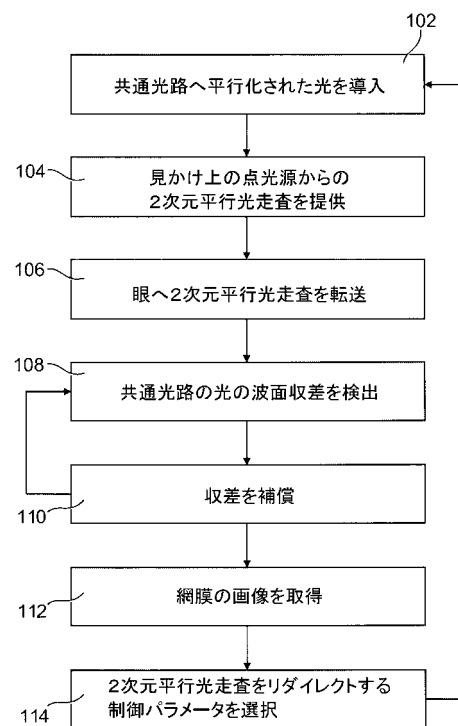 102
共通光路へ平行化された光を導入
104
見かけ上の点光源からの
2次元平行光走査を提供
106
眼へ2次元平行光走査を転送
108
共通光路の光の波面収差を検出
収差を補償
110
網膜の画像を取得
112
2次元平行光走査をリダイレクトする
制御パラメータを選択
114